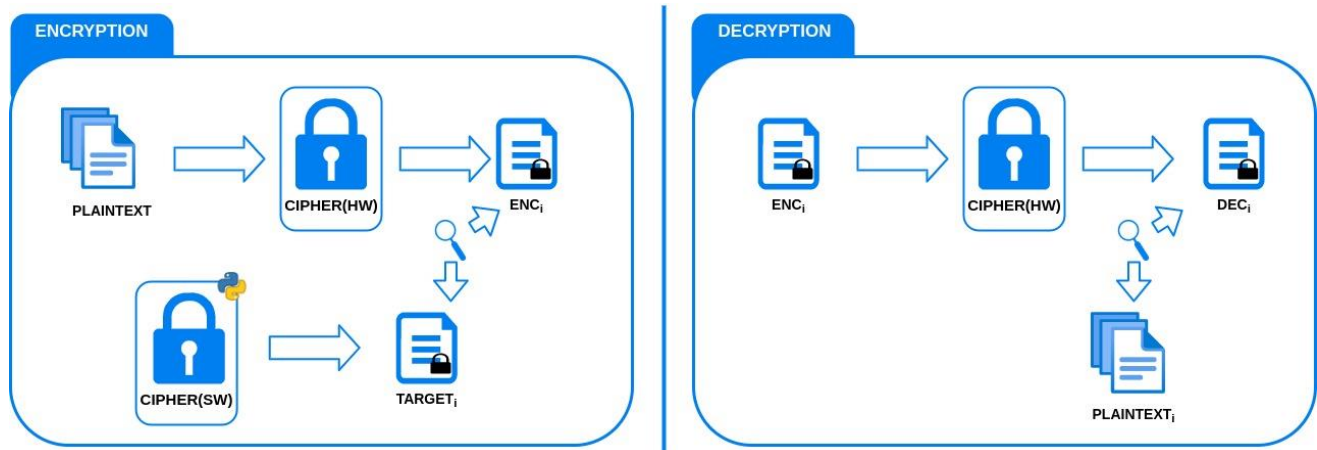 ENCRYPTION
PLAINTEXT
CIPHER(HW)
ENCi
CIPHER(SW)
TARGETi
DECRYPTION
ENCi
CIPHER(HW)
DECi
PLAINTEXTi